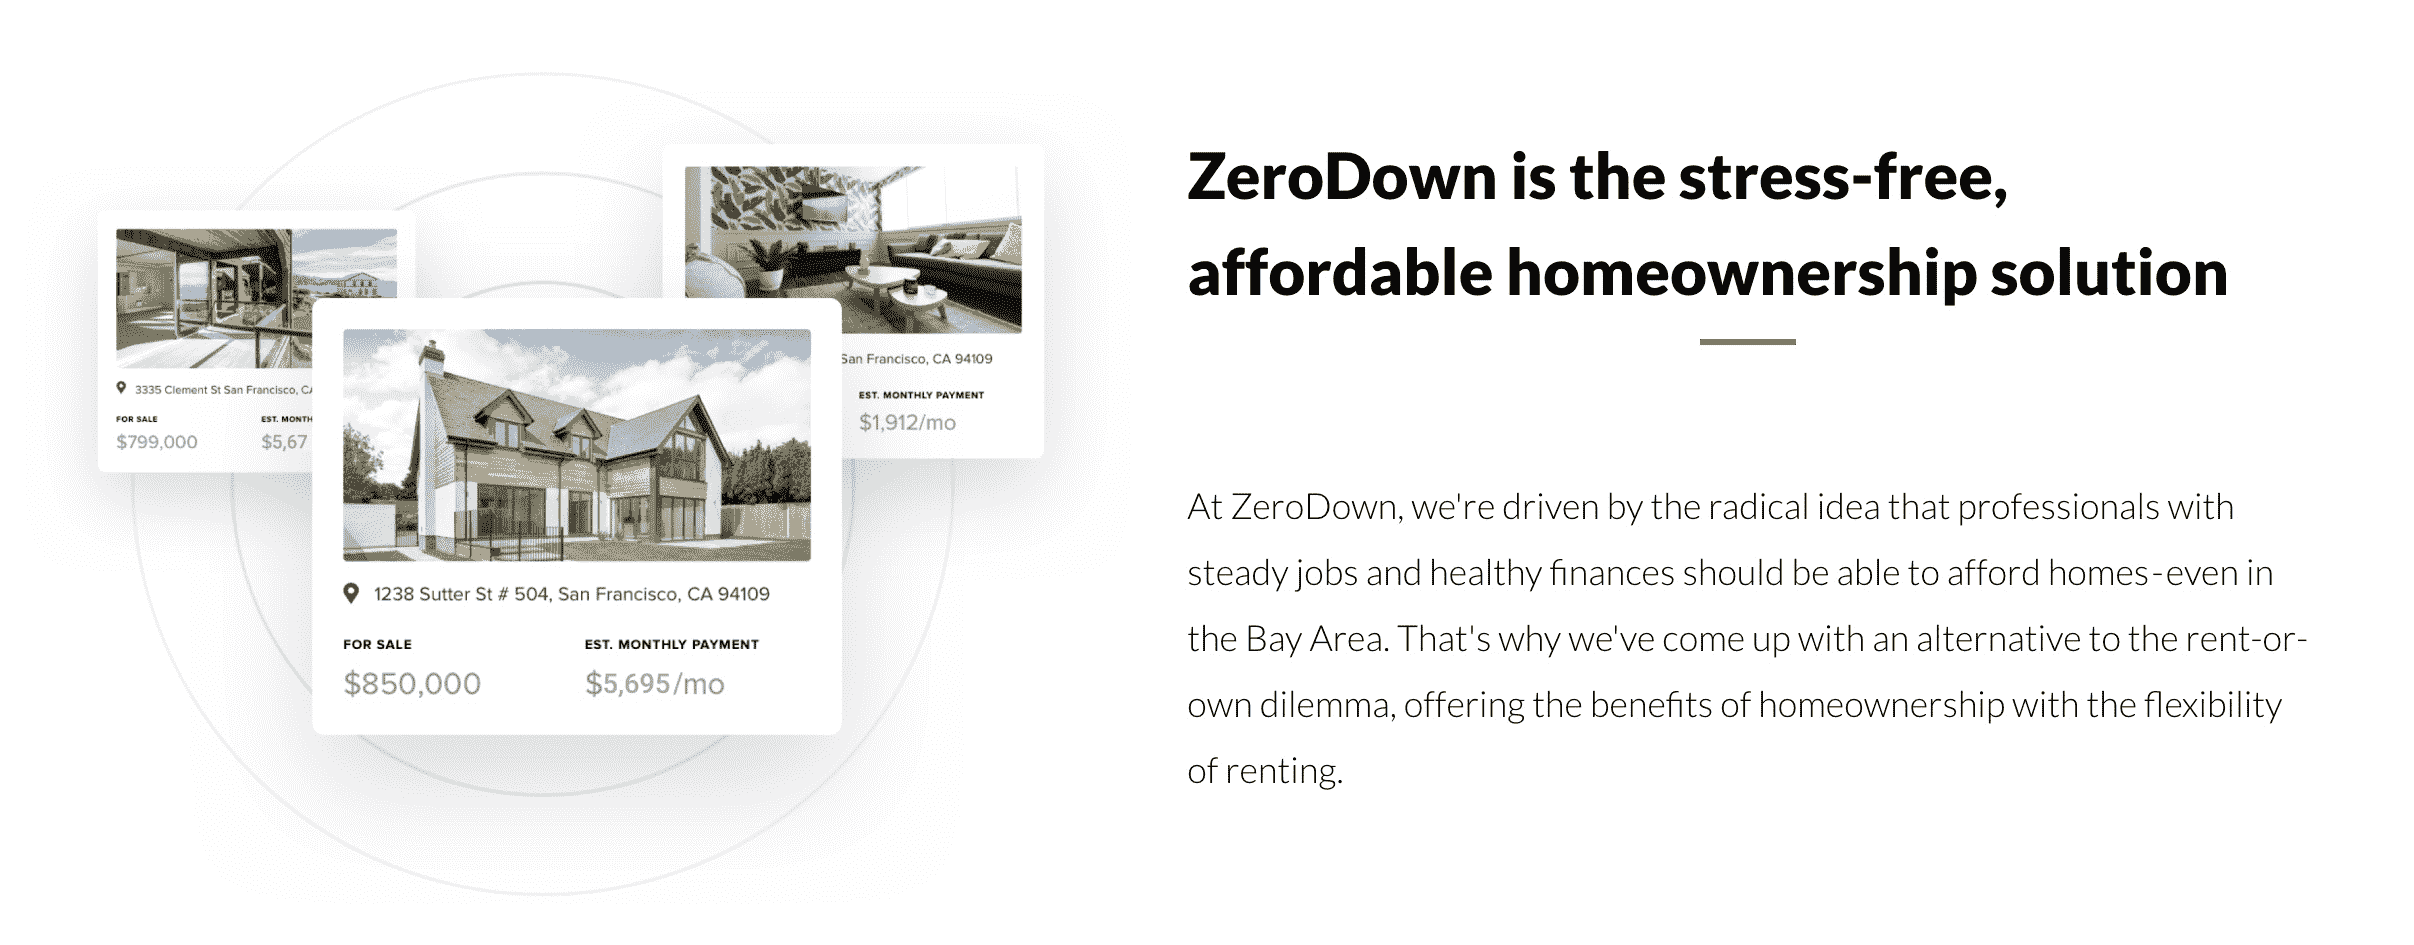 3335 Clement St San Francisco,
FOR SALE
EST.
$799,000
San Francisco, CA 94109
EST. MONTHLY PAYMENT
$1,912/mo
1238 Sutter St # 504, San Francisco, CA 94109
FOR SALE
EST. MONTHLY PAYMENT
$850,000
$5,695/mo
ZeroDown is the stress-free,
affordable homeownership solution
At ZeroDown, we're driven by the radical idea that professionals with
steady jobs and healthy finances should be able to afford homes-even in
the Bay Area. That's why we've come up with an alternative to the rent-or-
own dilemma, offering the benefits of homeownership with the flexibility
of renting.